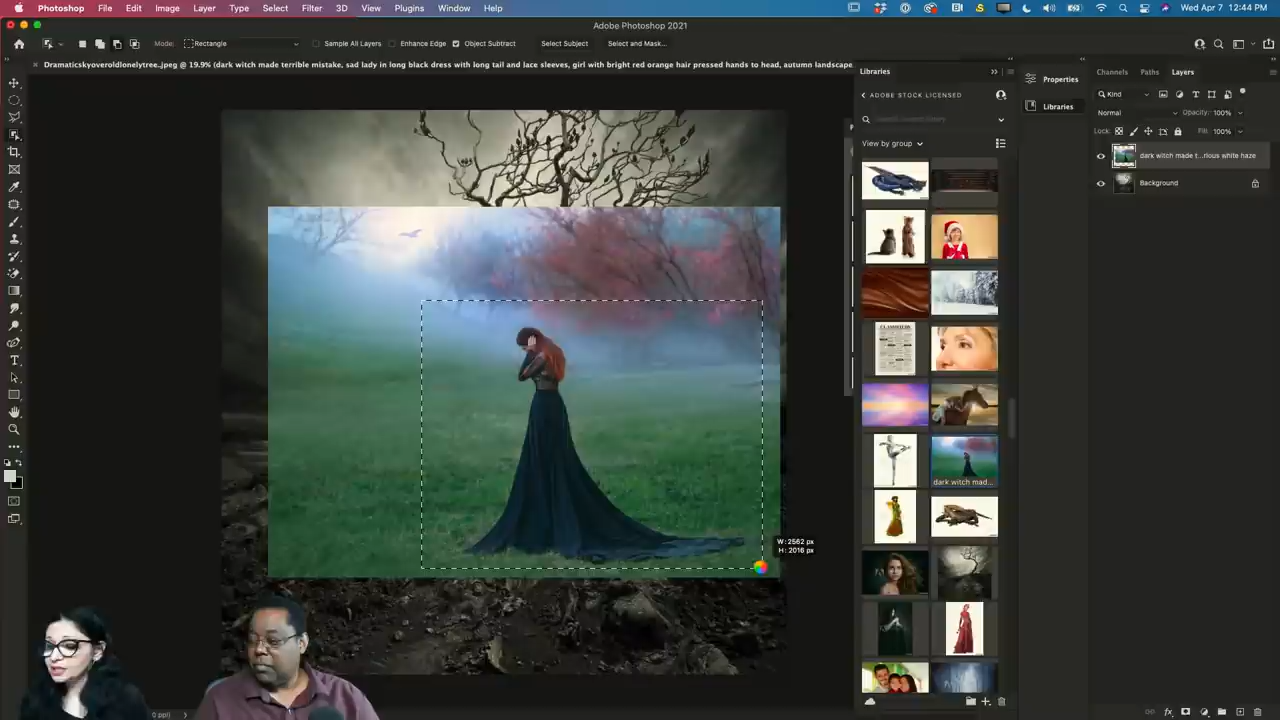 Photoshop File Edit Image Layer Type Select Filter 3D View Plugins Window Help Wed Apr 7 12:44 PM
Adobe Photoshop 2021
Mode: Rectangle Sample All Layers Enhance Edge Object Subtract Select Subject Select and Mask...
Dramaticskyoveroldlonelytree..jpeg @ 19.9% (dark witch made terrible mistake, sad lady in long black dress with long tail and lace sleeves, girl with bright red orange hair pressed hands to head, autumn landscape
Libraries
ADOBE STOCK LICENSED
View by group
CLASSIFIEDS
dark witch mad...
Properties
Libraries
Channels Paths Layers
Kind
Normal Opacity: 100%
Lock: Fill: 100%
dark witch made t...rious white haze
Background
W: 2562 px
H: 2016 px
0 ppi)